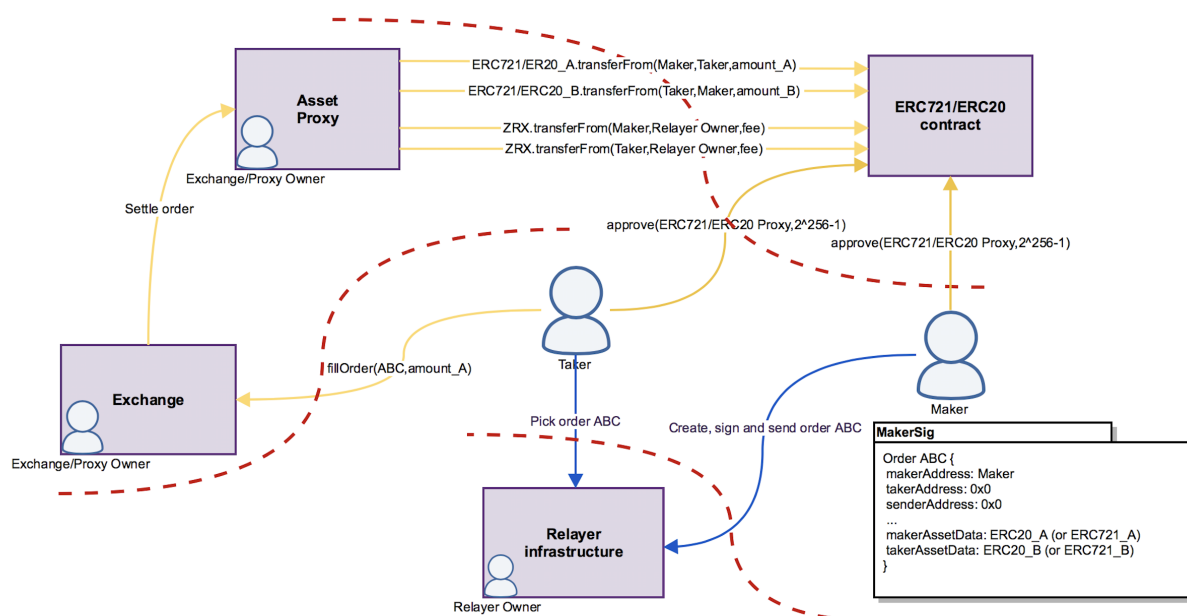 ERC721/ER20_A.transferFrom(Maker,Taker,amount_A)
Asset
Proxy
ERC721/ERC20_B.transferFrom(Taker,Maker,amount_B)
ERC721/ERC20
contract
ZRX.transferFrom(Maker,Relayer Owner,fee)
ZRX.transferFrom(Taker,Relayer Owner,fee)
Exchange/Proxy Owner
Settle order
approve(ERC721/ERC20 Proxy,2^256-1)
approve(ERC721/ERC20 Proxy,2^256-1)
Taker
fillOrder(ABC,amount_A)
Exchange
Maker
Pick order ABC
Create, sign and send order ABC
Exchange/Proxy Owner
MakerSig
Order ABC {
makerAddress: Maker
takerAddress: 0x0
senderAddress: 0x0
...
makerAssetData: ERC20_A (or ERC721_A)
takerAssetData: ERC20_B (or ERC721_B)
}
Relayer
infrastructure
Relayer Owner